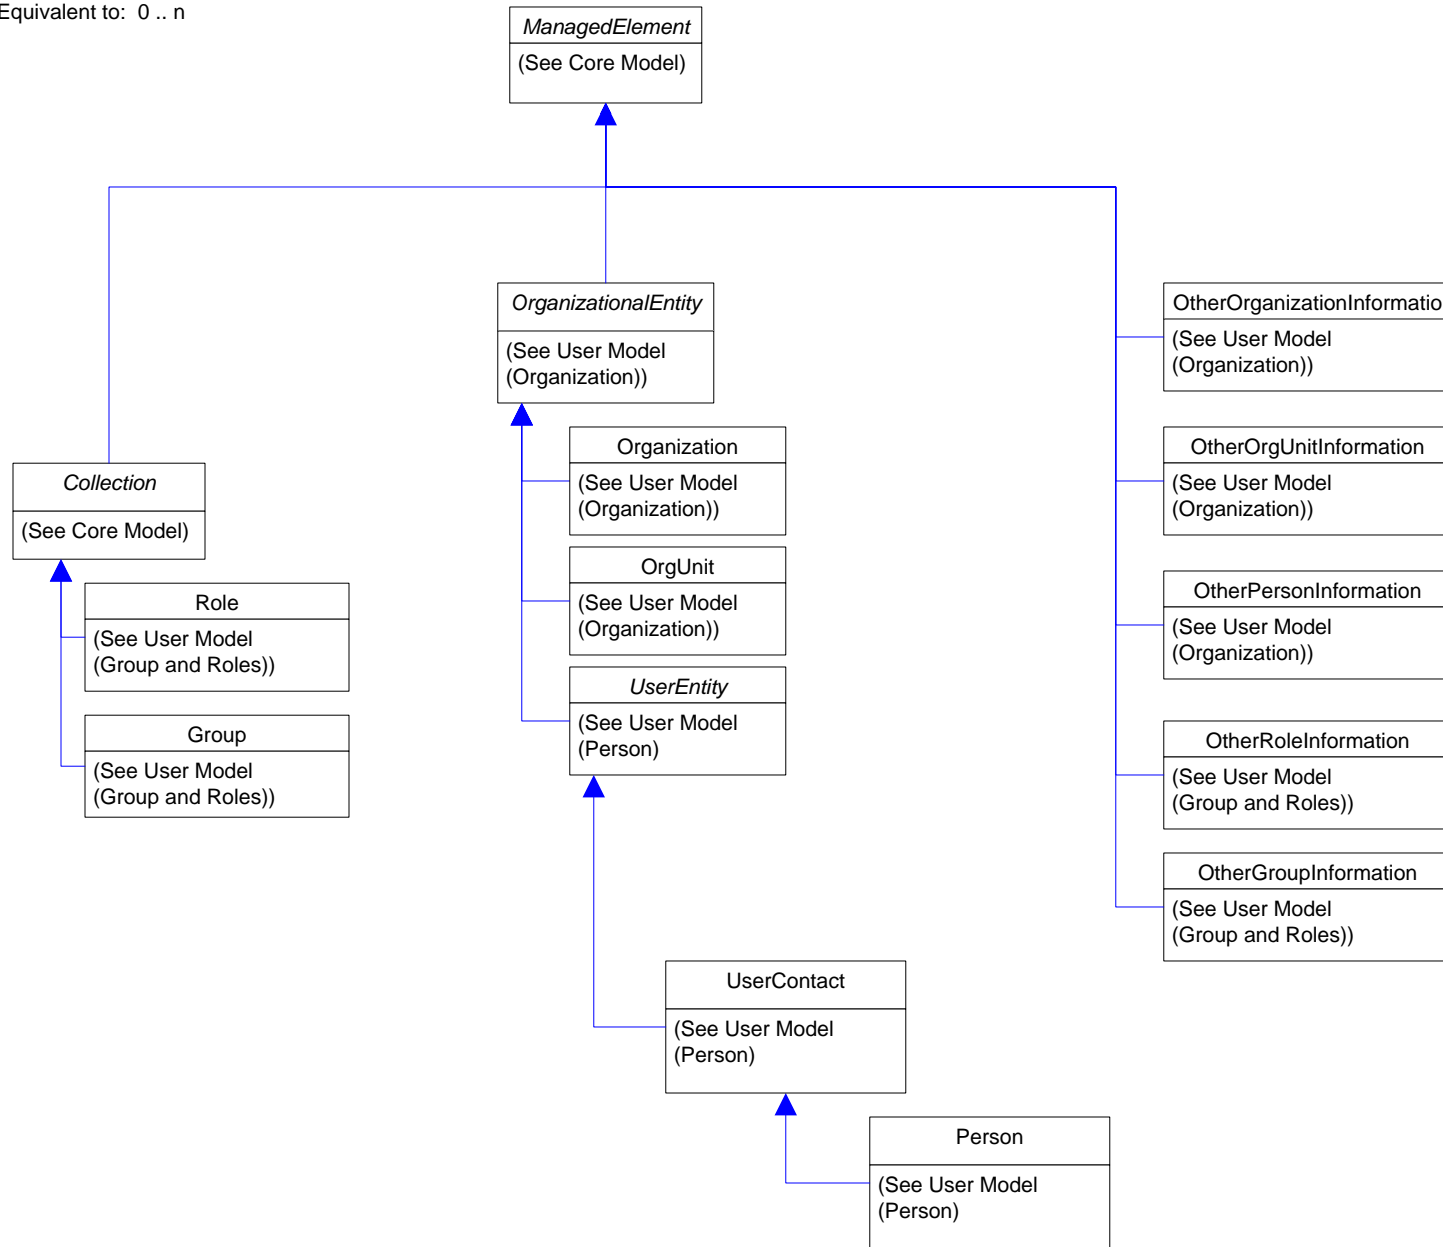 Equivalent to: 0 .. n
ManagedElement
(See Core Model)
OrganizationalEntity
(See User Model
(Organization))
Organization
(See User Model
(Organization))
OrgUnit
(See User Model
(Organization))
UserEntity
(See User Model
(Person)
Collection
(See Core Model)
Role
(See User Model
(Group and Roles))
Group
(See User Model
(Group and Roles))
UserContact
(See User Model
(Person)
Person
(See User Model
(Person)
OtherOrganizationInformatio
(See User Model
(Organization))
OtherOrgUnitInformation
(See User Model
(Organization))
OtherPersonInformation
(See User Model
(Organization))
OtherRoleInformation
(See User Model
(Group and Roles))
OtherGroupInformation
(See User Model
(Group and Roles))